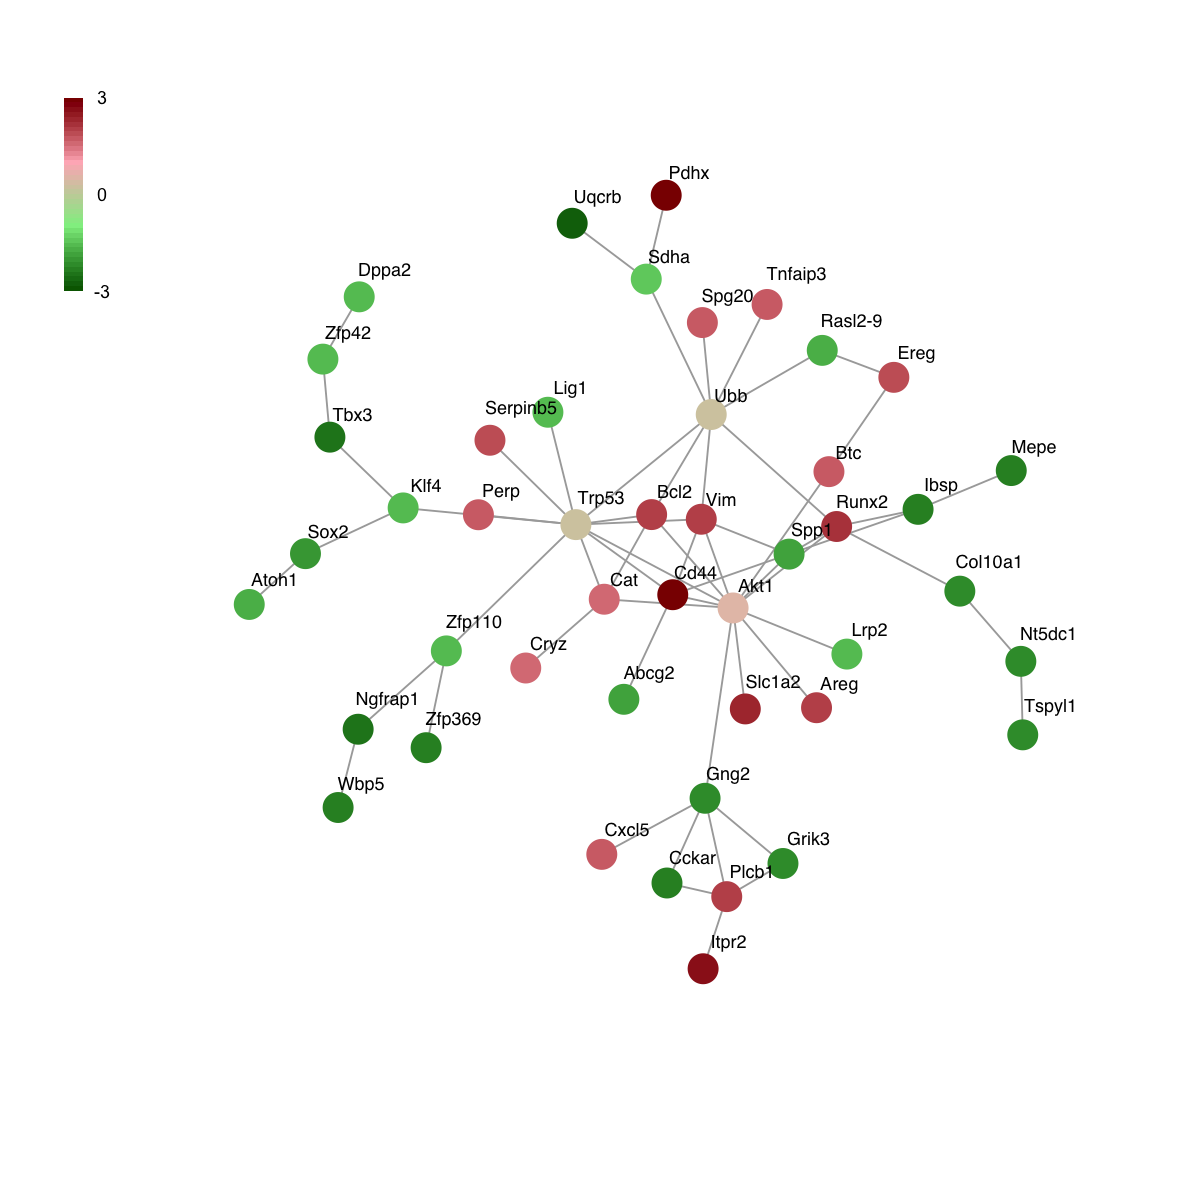 3
0
-3
Pdhx
Uqcrb
Sdha
Tnfaip3
Spg20
Dppa2
Rasl2-9
Zfp42
Ereg
Lig1
Ubb
Serpinb5
Tbx3
Mepe
Btc
Klf4
Ibsp
Perp
Bcl2
Trp53
Vim
Runx2
Sox2
Spp1
Col10a1
Cd44
Atoh1
Cat
Akt1
Zfp110
Lrp2
Nt5dc1
Cryz
Abcg2
Slc1a2
Areg
Ngfrap1
Tspyl1
Zfp369
Gng2
Wbp5
Cxcl5
Grik3
Cckar
Plcb1
Itpr2